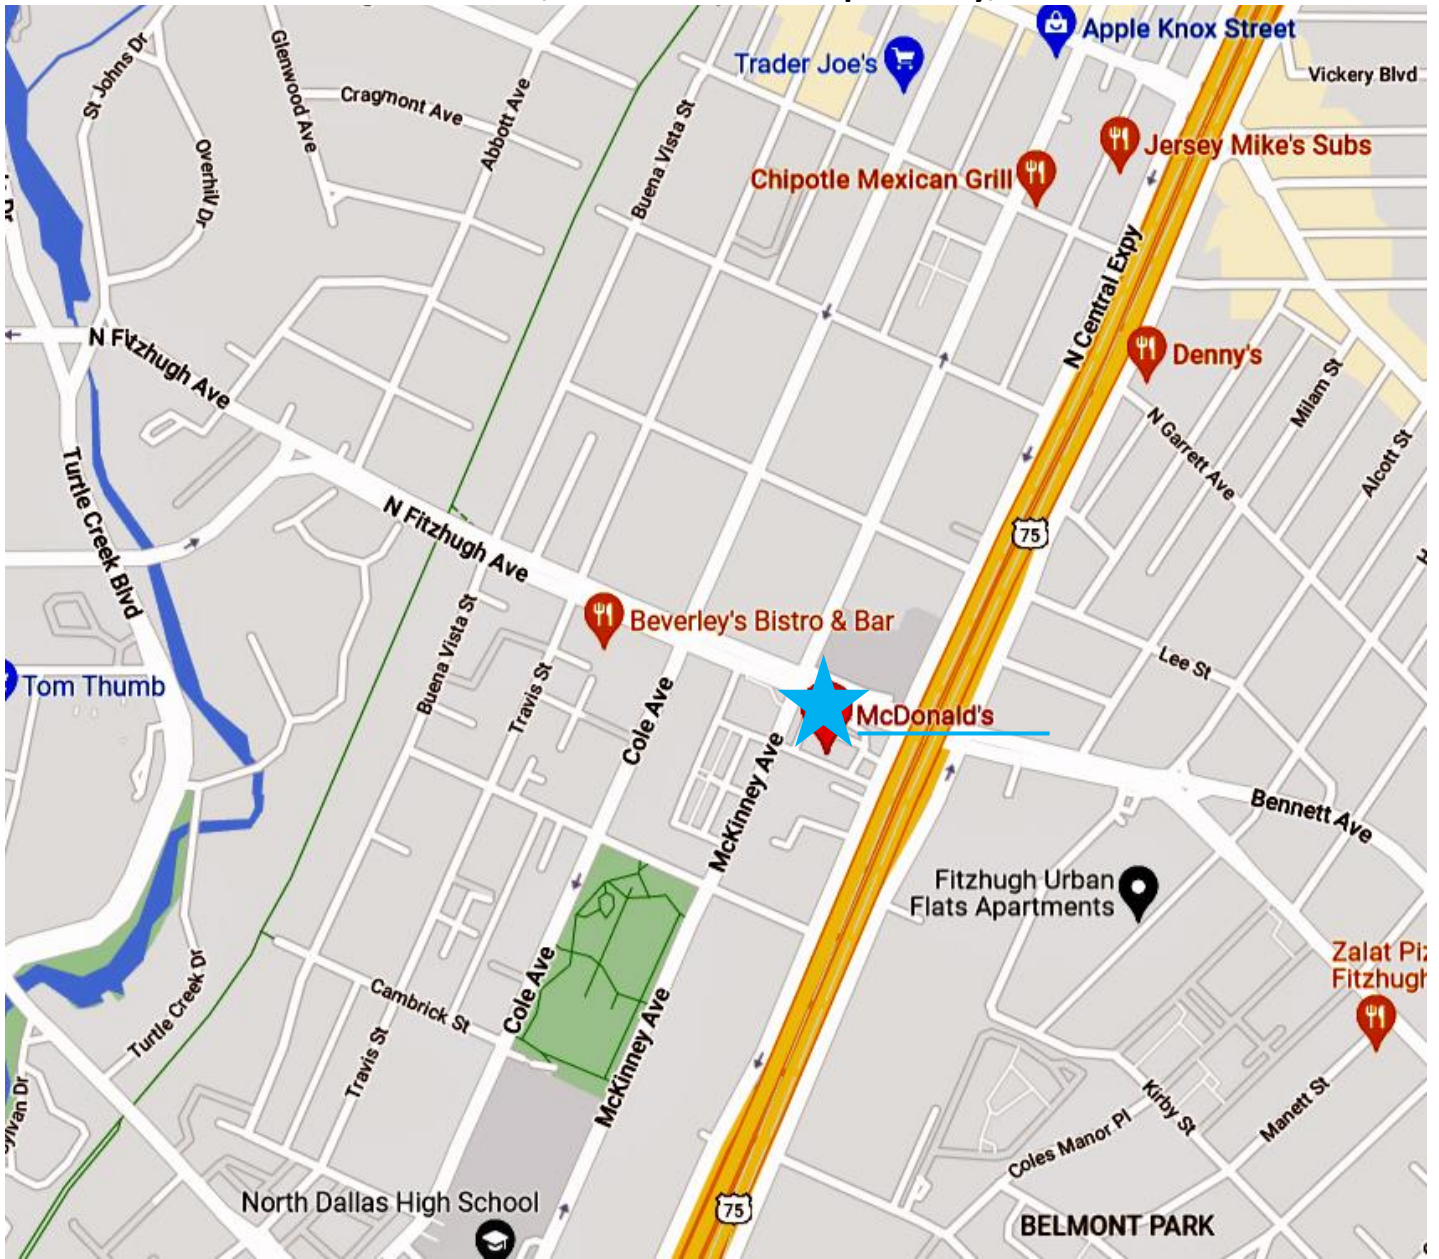 Apple Knox Street
Trader Joe's
Vickery Blvd
St Johns Dr
Glenwood Ave
Cragmont Ave
Abbott Ave
Buena Vista St
Overhill Dr
Jersey Mike's Subs
Chipotle Mexican Grill
N Central Expy
N Fitzhugh Ave
Denny's
Milam St
N Garrett Ave
Alcott St
Turtle Creek Blvd
N Fitzhugh Ave
75
Beverley's Bistro & Bar
Buena Vista St
Travis St
Lee St
Tom Thumb
Cole Ave
McDonald's
McKinney Ave
Bennett Ave
Fitzhugh Urban
Flats Apartments
Zalat Piz
Fitzhugh
Cole Ave
Turtle Creek Dr
Cambrick St
Travis St
McKinney Ave
Kirby St
Manett St
Coles Manor Pl
North Dallas High School
75
BELMONT PARK